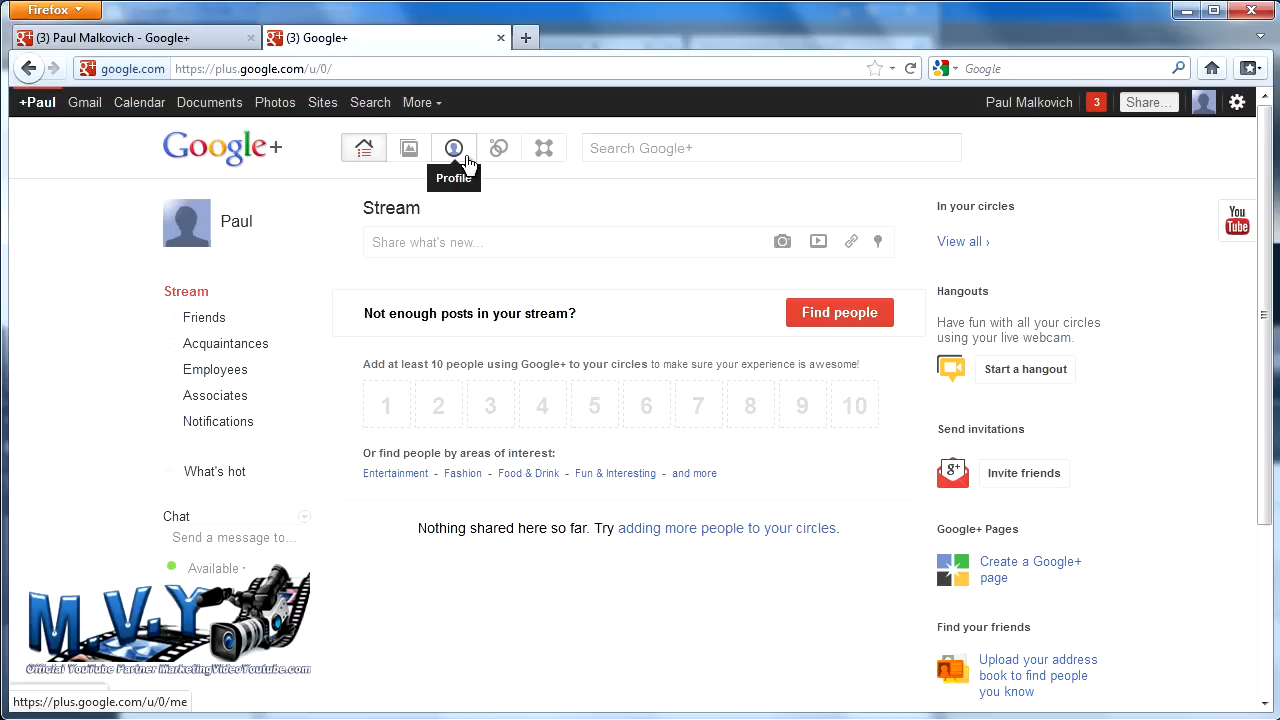 Firefox
(3) Paul Malkovich - Google+
(3) Google+
google.com
https://plus.google.com/u/0/
Google
+Paul Gmail Calendar Documents Photos Sites Search More
Paul Malkovich 3 Share...
Google+
Search Google+
Profile
Paul
Stream
Share what's new...
In your circles
View all ›
You
Tube
Stream
Friends
Acquaintances
Employees
Associates
Notifications
What's hot
Chat
Send a message to...
Available
Not enough posts in your stream?
Find people
Add at least 10 people using Google+ to your circles to make sure your experience is awesome!
1 2 3 4 5 6 7 8 9 10
Or find people by areas of interest:
Entertainment - Fashion - Food & Drink - Fun & Interesting - and more
Nothing shared here so far. Try adding more people to your circles.
Hangouts
Have fun with all your circles
using your live webcam.
Start a hangout
Send invitations
g+
Invite friends
Google+ Pages
Create a Google+
page
Find your friends
Upload your address
book to find people
you know
M.V.Y
Official YouTube Partner MarketingVideoYoutube.com
https://plus.google.com/u/0/me